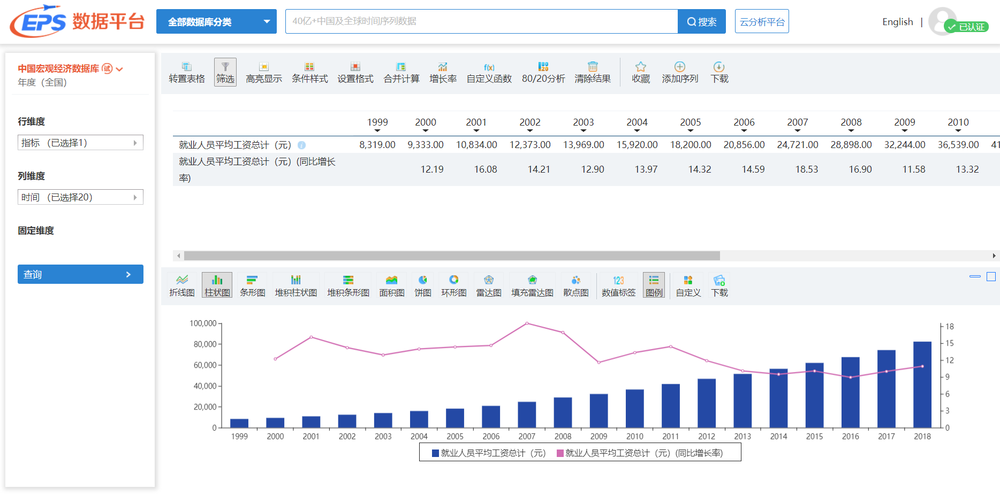 EPS 数据平台
全部数据库分类
40亿+中国及全球时间序列数据
搜索
云分析平台
English |
已认证
中国宏观经济数据库 试
年度（全国）
行维度
指标 （已选择1）
列维度
时间 （已选择20）
固定维度
查询
转置表格 筛选 高亮显示 条件样式 设置格式 合并计算 增长率 自定义函数 80/20分析 清除结果 收藏 添加序列 下载
1999 2000 2001 2002 2003 2004 2005 2006 2007 2008 2009 2010
就业人员平均工资总计（元） 8,319.00 9,333.00 10,834.00 12,373.00 13,969.00 15,920.00 18,200.00 20,856.00 24,721.00 28,898.00 32,244.00 36,539.00 41
就业人员平均工资总计（元）(同比增长
率) 12.19 16.08 14.21 12.90 13.97 14.32 14.59 18.53 16.90 11.58 13.32
折线图 柱状图 条形图 堆积柱状图 堆积条形图 面积图 饼图 环形图 雷达图 填充雷达图 散点图 数值标签 图例 自定义 下载
100,000
80,000
60,000
40,000
20,000
0
18
15
12
9
6
3
0
1999 2000 2001 2002 2003 2004 2005 2006 2007 2008 2009 2010 2011 2012 2013 2014 2015 2016 2017 2018
就业人员平均工资总计（元） 就业人员平均工资总计（元）(同比增长率)